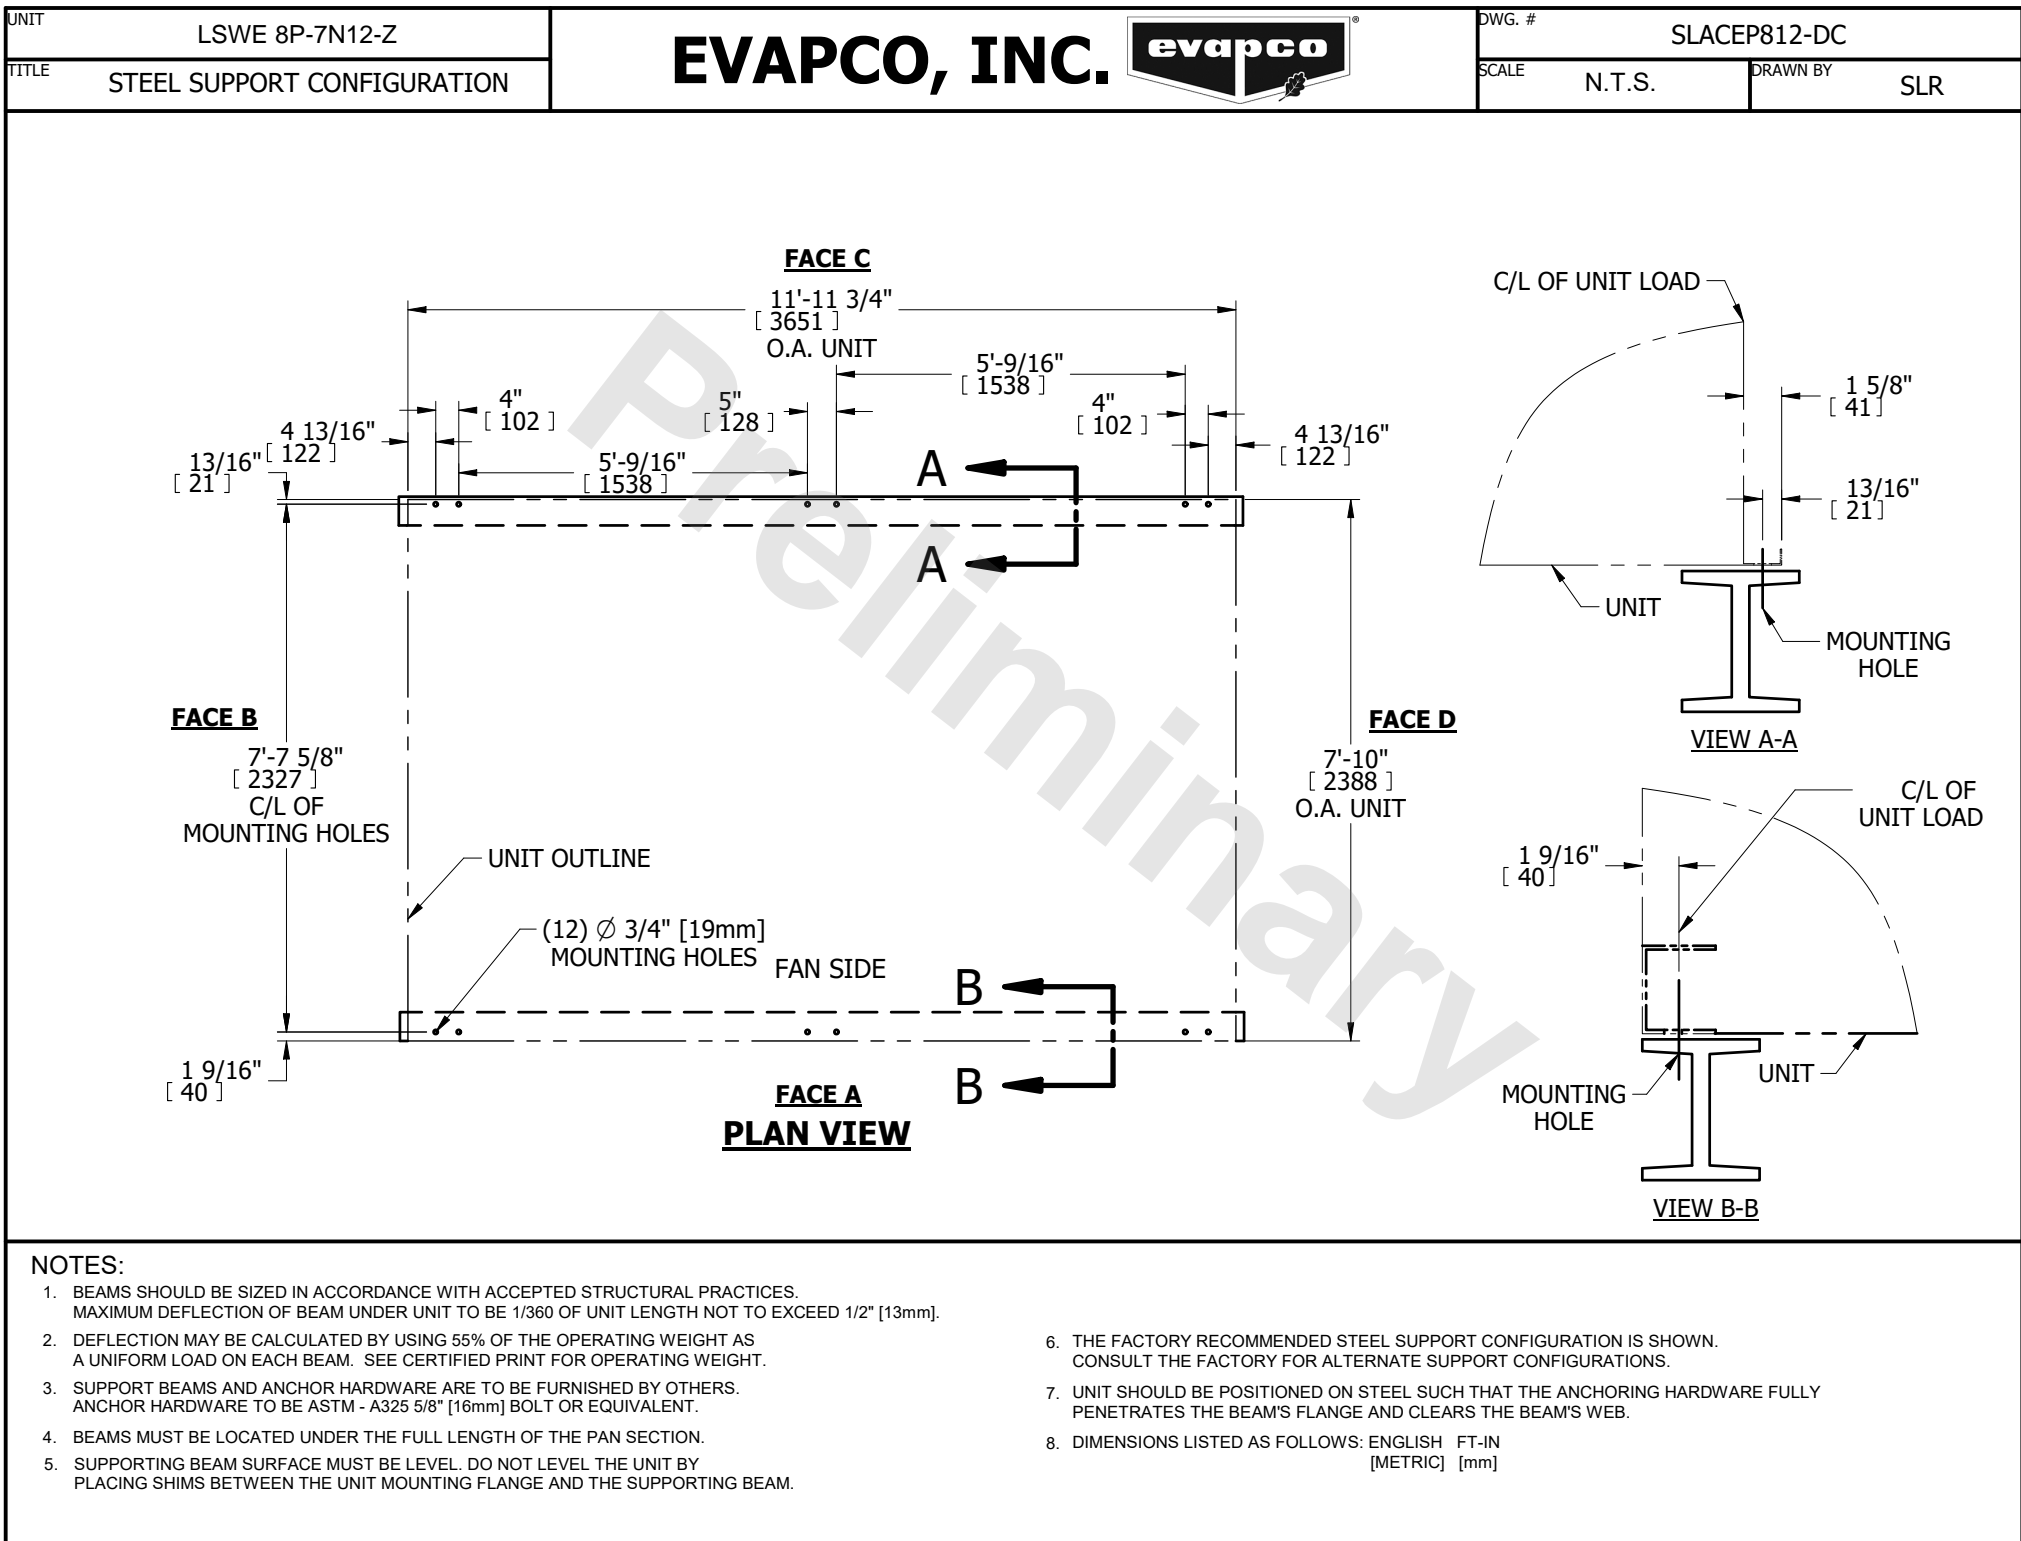 UNIT
LSWE 8P-7N12-Z
TITLE
STEEL SUPPORT CONFIGURATION
EVAPCO, INC.
evapco
®
DWG. #
SLACEP812-DC
SCALE
N.T.S.
DRAWN BY
SLR
FACE C
11'-11 3/4"
[ 3651 ]
O.A. UNIT
5'-9/16"
[ 1538 ]
4"
[ 102 ]
5"
[ 128 ]
4"
[ 102 ]
4 13/16"
[ 122 ]
4 13/16"
[ 122 ]
13/16"
[ 21 ]
5'-9/16"
[ 1538 ]
A
A
Preliminary
FACE B
7'-7 5/8"
[ 2327 ]
C/L OF
MOUNTING HOLES
FACE D
7'-10"
[ 2388 ]
O.A. UNIT
UNIT OUTLINE
(12) Ø 3/4" [19mm]
MOUNTING HOLES
FAN SIDE
B
B
1 9/16"
[ 40 ]
FACE A
PLAN VIEW
C/L OF UNIT LOAD
1 5/8"
[ 41 ]
13/16"
[ 21 ]
UNIT
MOUNTING
HOLE
VIEW A-A
C/L OF
UNIT LOAD
1 9/16"
[ 40 ]
UNIT
MOUNTING
HOLE
VIEW B-B
NOTES:
1. BEAMS SHOULD BE SIZED IN ACCORDANCE WITH ACCEPTED STRUCTURAL PRACTICES.
MAXIMUM DEFLECTION OF BEAM UNDER UNIT TO BE 1/360 OF UNIT LENGTH NOT TO EXCEED 1/2" [13mm].
2. DEFLECTION MAY BE CALCULATED BY USING 55% OF THE OPERATING WEIGHT AS
A UNIFORM LOAD ON EACH BEAM. SEE CERTIFIED PRINT FOR OPERATING WEIGHT.
3. SUPPORT BEAMS AND ANCHOR HARDWARE ARE TO BE FURNISHED BY OTHERS.
ANCHOR HARDWARE TO BE ASTM - A325 5/8" [16mm] BOLT OR EQUIVALENT.
4. BEAMS MUST BE LOCATED UNDER THE FULL LENGTH OF THE PAN SECTION.
5. SUPPORTING BEAM SURFACE MUST BE LEVEL. DO NOT LEVEL THE UNIT BY
PLACING SHIMS BETWEEN THE UNIT MOUNTING FLANGE AND THE SUPPORTING BEAM.
6. THE FACTORY RECOMMENDED STEEL SUPPORT CONFIGURATION IS SHOWN.
CONSULT THE FACTORY FOR ALTERNATE SUPPORT CONFIGURATIONS.
7. UNIT SHOULD BE POSITIONED ON STEEL SUCH THAT THE ANCHORING HARDWARE FULLY
PENETRATES THE BEAM'S FLANGE AND CLEARS THE BEAM'S WEB.
8. DIMENSIONS LISTED AS FOLLOWS: ENGLISH FT-IN
[METRIC] [mm]